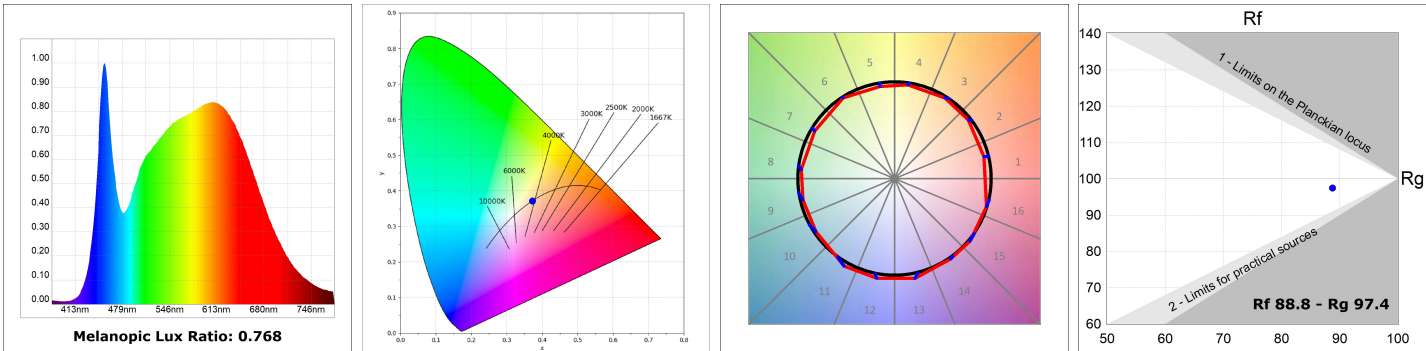 1.00
0.90
0.80
0.70
0.60
0.50
0.40
0.30
0.20
0.10
0.00
413nm 479nm 546nm 613nm 680nm 746nm
Melanopic Lux Ratio: 0.768
0.9
0.8
0.7
0.6
0.5
0.4
0.3
0.2
0.1
0.0
y
0.0 0.1 0.2 0.3 0.4 0.5 0.6 0.7 0.8
x
10000K
6000K
4000K
3000K
2500K
2000K
1667K
1
2
3
4
5
6
7
8
9
10
11
12
13
14
15
16
Rf
140
130
120
110
100
90
80
70
60
50 60 70 80 90 100
Rg
1 - Limits on the Planckian locus
2 - Limits for practical sources
Rf 88.8 - Rg 97.4